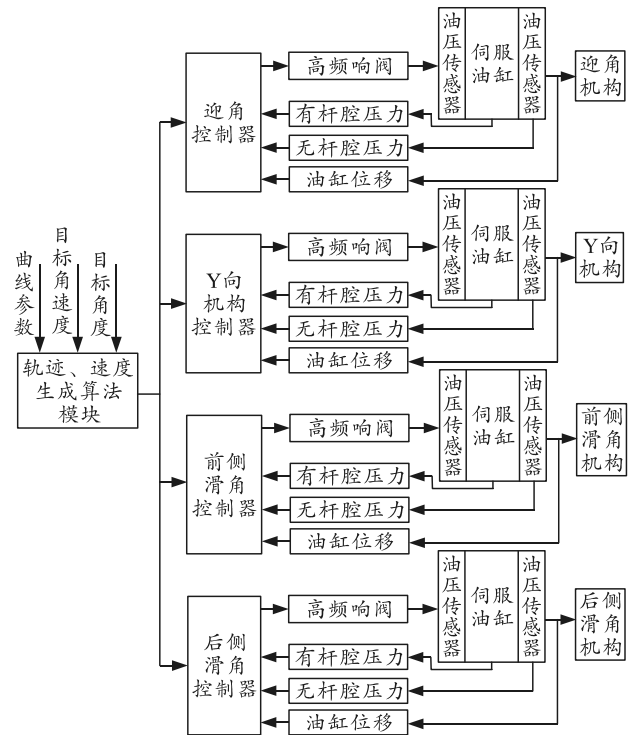 曲线参数
目标角速度
目标角度
轨迹、速度
生成算法
模块
迎角
控制器
高频响阀
有杆腔压力
无杆腔压力
油缸位移
油压传感器
伺服
油缸
油压传感器
迎角
机构
Y向
机构
控制器
高频响阀
有杆腔压力
无杆腔压力
油缸位移
油压传感器
伺服
油缸
油压传感器
Y向
机构
前侧
滑角
控制器
高频响阀
有杆腔压力
无杆腔压力
油缸位移
油压传感器
伺服
油缸
油压传感器
前侧
滑角
机构
后侧
滑角
控制器
高频响阀
有杆腔压力
无杆腔压力
油缸位移
油压传感器
伺服
油缸
油压传感器
后侧
滑角
机构